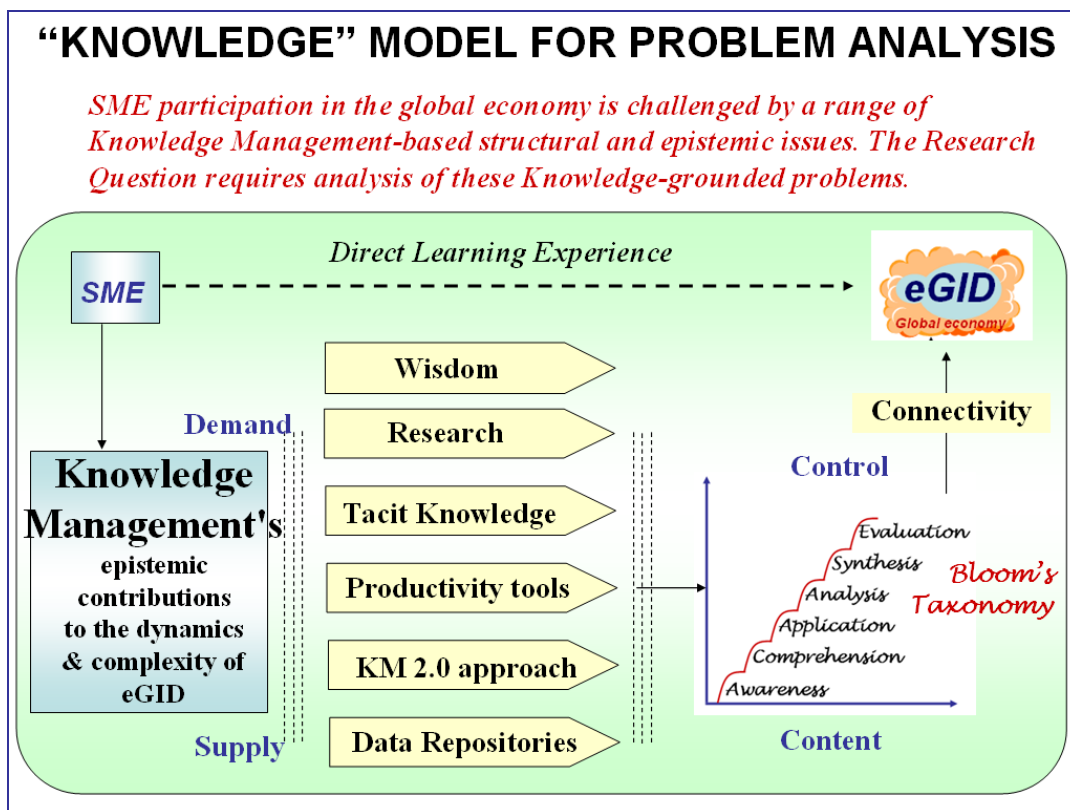 “KNOWLEDGE” MODEL FOR PROBLEM ANALYSIS
SME participation in the global economy is challenged by a range of
Knowledge Management-based structural and epistemic issues. The Research
Question requires analysis of these Knowledge-grounded problems.
Direct Learning Experience
SME
eGID
Global economy
Wisdom
Demand
Research
Connectivity
Knowledge
Management's
epistemic
contributions
to the dynamics
& complexity of
eGID
Tacit Knowledge
Productivity tools
KM 2.0 approach
Supply
Data Repositories
Control
Evaluation
Synthesis
Analysis
Application
Comprehension
Awareness
Bloom's
Taxonomy
Content